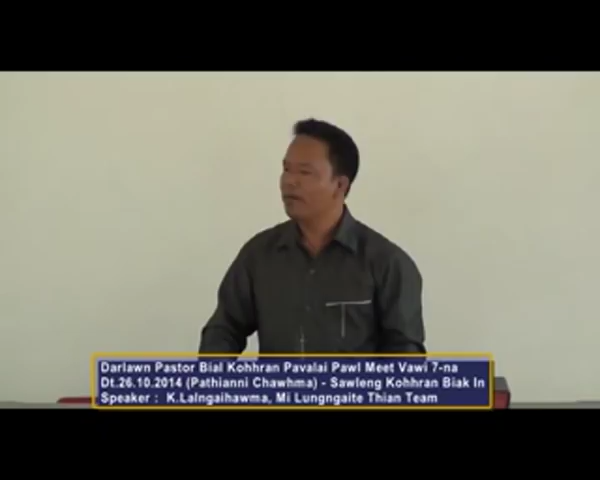 Darlawn Pastor Bial Kohhran Pavalai Pawl Meet Vawi 7-na
Dt.26.10.2014 (Pathianni Chawhma) - Sawleng Kohhran Biak In
Speaker : K.Lalngaihawma, Mi Lungngaite Thian Team